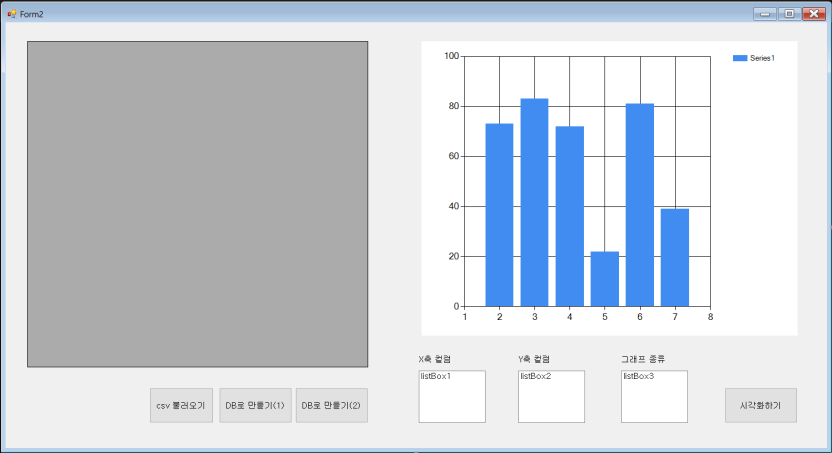 Form2
100
80
60
40
20
0
1 2 3 4 5 6 7 8
Series1
X축 컬럼
Y축 컬럼
그래프 종류
listBox1
listBox2
listBox3
csv 불러오기
DB로 만들기(1)
DB로 만들기(2)
시각화하기